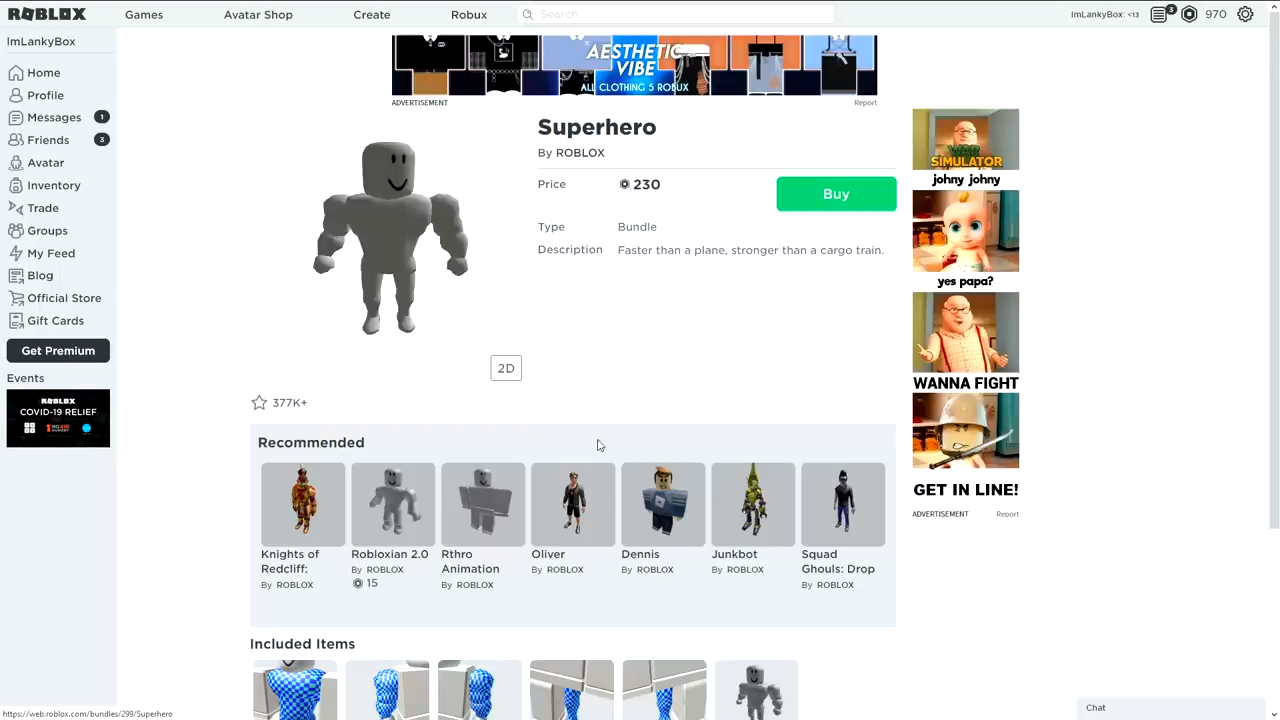 ROBLOX
Games
Avatar Shop
Create
Robux
Search
ImLankyBox: <13
3
970
ImLankyBox
Home
Profile
Messages 1
Friends 3
Avatar
Inventory
Trade
Groups
My Feed
Blog
Official Store
Gift Cards
Get Premium
Events
ROBLOX
COVID-19 RELIEF
NO KID
HUNGRY
AESTHETIC
VIBE
ALL CLOTHING 5 ROBUX
ADVERTISEMENT
Report
Superhero
By ROBLOX
Price 230
Buy
Type Bundle
Description Faster than a plane, stronger than a cargo train.
2D
377K+
Recommended
Knights of
Redcliff:
By ROBLOX
Robloxian 2.0
By ROBLOX
15
Rthro
Animation
By ROBLOX
Oliver
By ROBLOX
Dennis
By ROBLOX
Junkbot
By ROBLOX
Squad
Ghouls: Drop
By ROBLOX
Included Items
WAR
SIMULATOR
johny johny
yes papa?
WANNA FIGHT
GET IN LINE!
ADVERTISEMENT
Report
https://web.roblox.com/bundles/299/Superhero
Chat